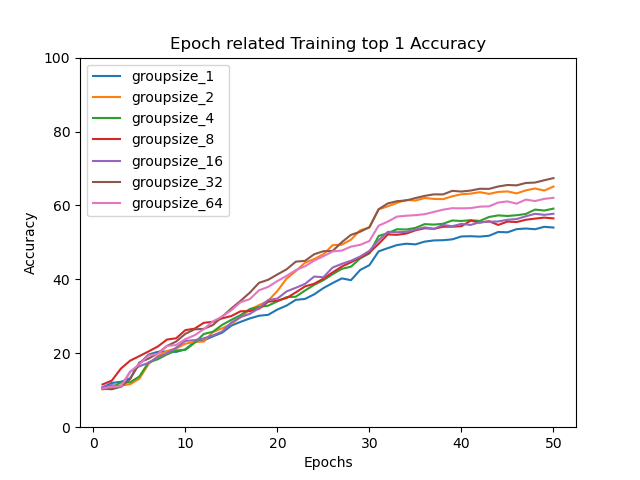 Epoch related Training top 1 Accuracy
100
80
60
40
20
0
Accuracy
groupsize_1
groupsize_2
groupsize_4
groupsize_8
groupsize_16
groupsize_32
groupsize_64
0 10 20 30 40 50
Epochs